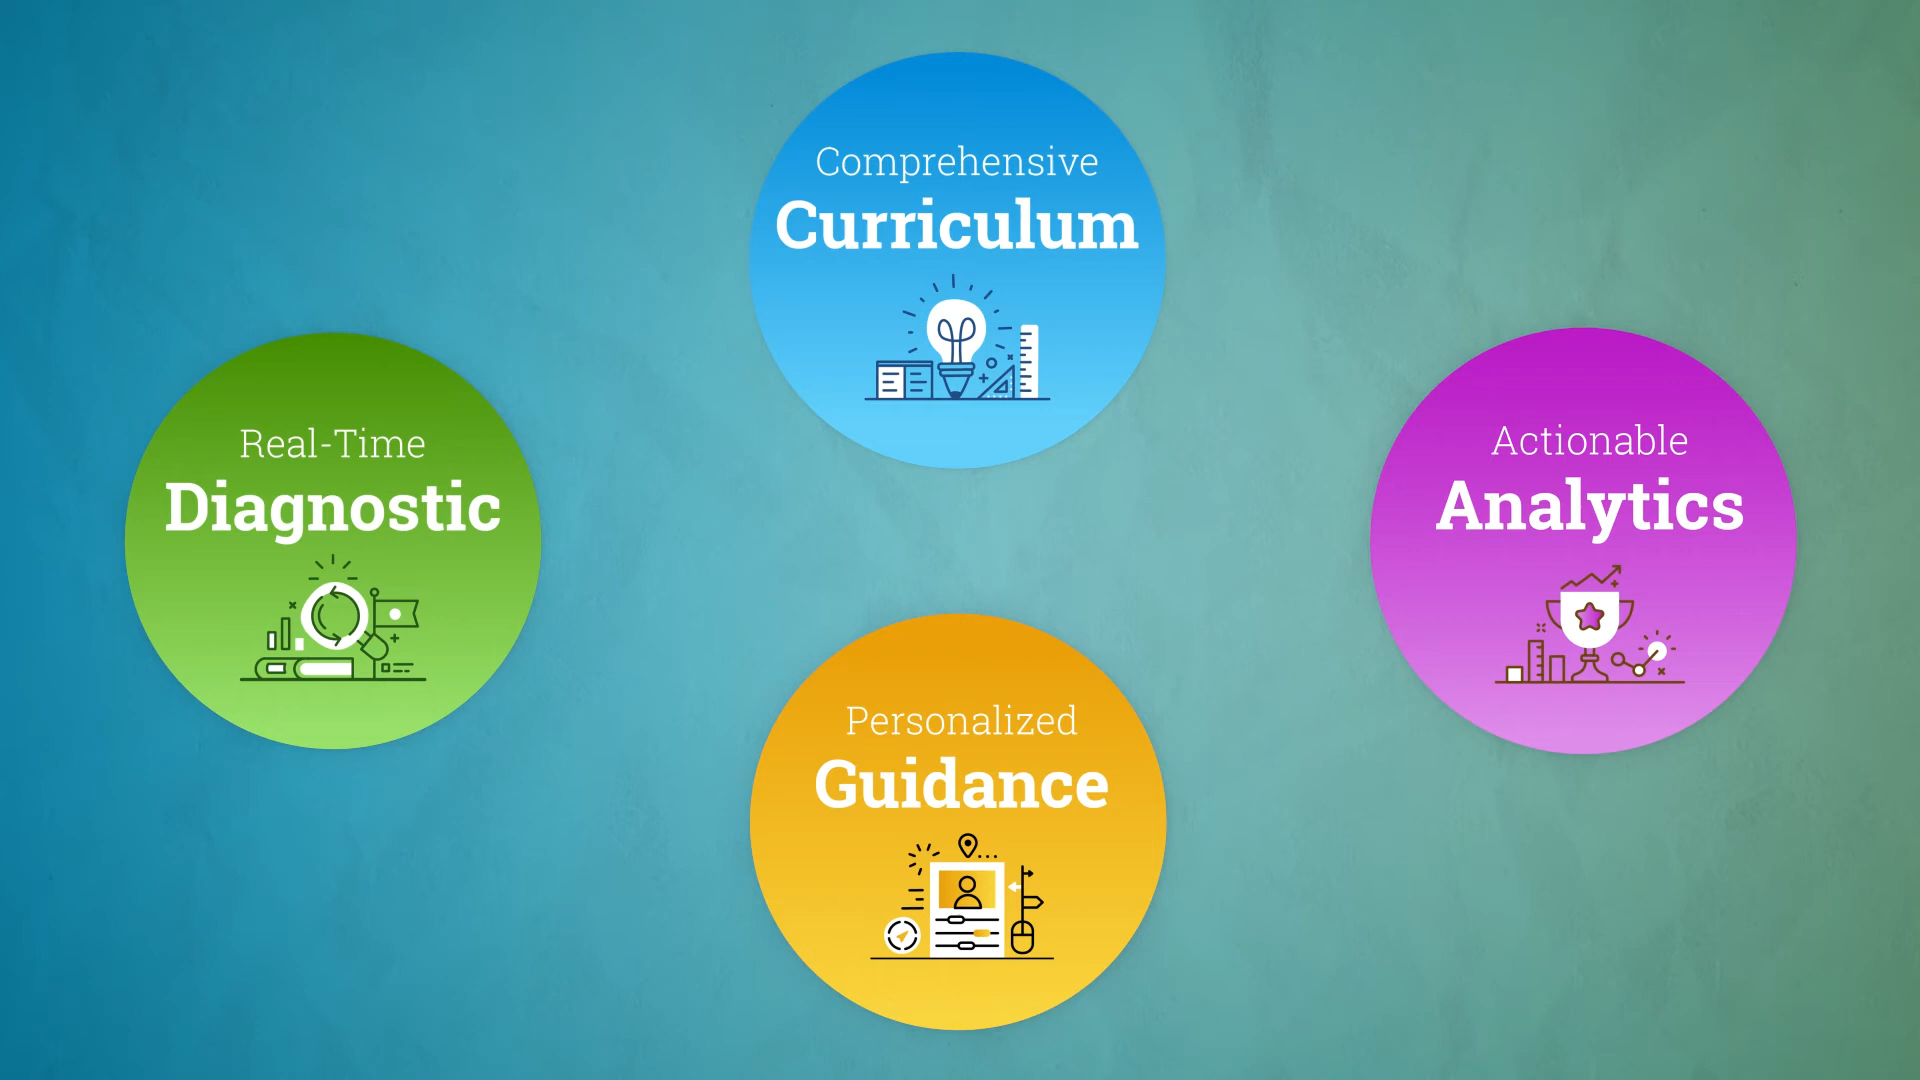 Comprehensive
Curriculum
Real-Time
Diagnostic
Actionable
Analytics
Personalized
Guidance